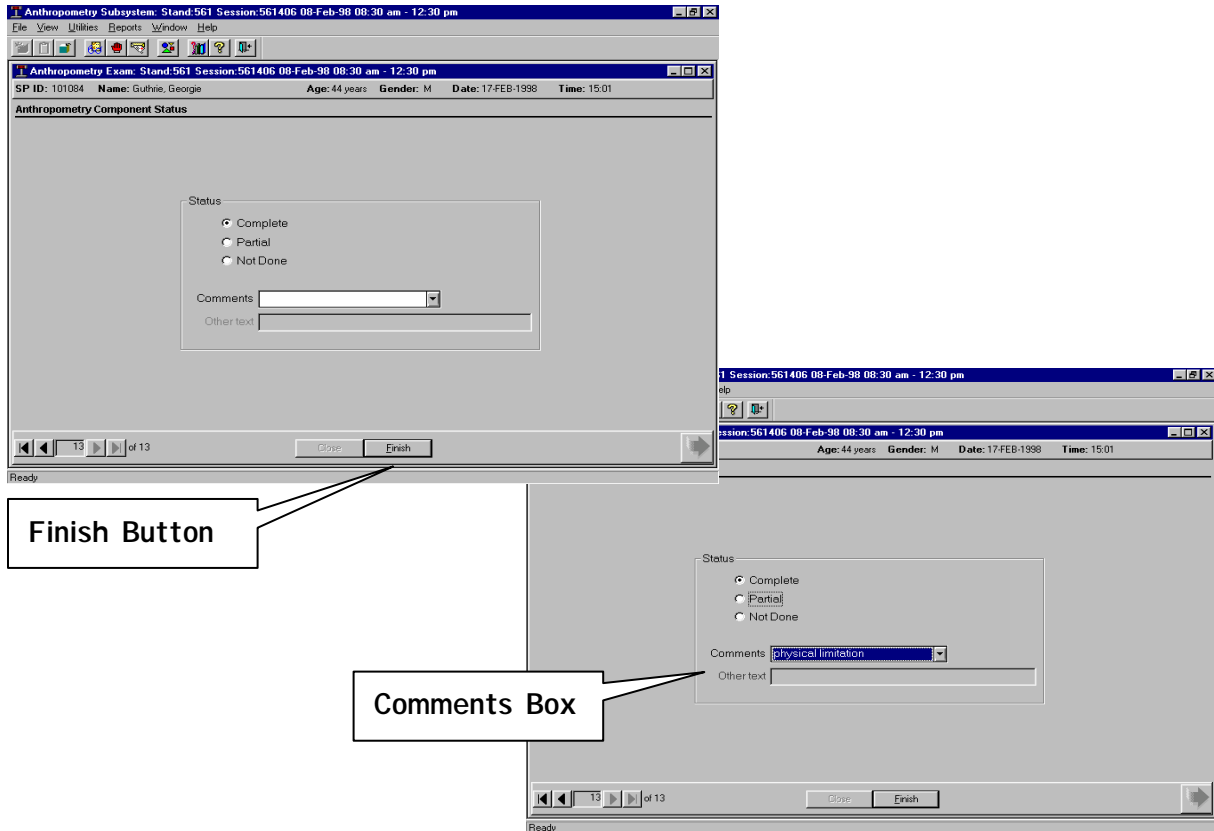 Anthropometry Subsystem: Stand:561 Session:561406 08-Feb-98 08:30 am - 12:30 pm
File View Utilities Reports Window Help
Anthropometry Exam: Stand:561 Session:561406 08-Feb-98 08:30 am - 12:30 pm
SP ID: 101084 Name: Guthrie, Georgie Age: 44 years Gender: M Date: 17-FEB-1998 Time: 15:01
Anthropometry Component Status
Status
Complete
Partial
Not Done
Comments
Other text
13 of 13 Close Finish
Ready
Finish Button
1 Session:561406 08-Feb-98 08:30 am - 12:30 pm
elp
ession:561406 08-Feb-98 08:30 am - 12:30 pm
Age: 44 years Gender: M Date: 17-FEB-1998 Time: 15:01
Status
Complete
Partial
Not Done
Comments physical limitation
Other text
Comments Box
13 of 13 Close Finish
Ready